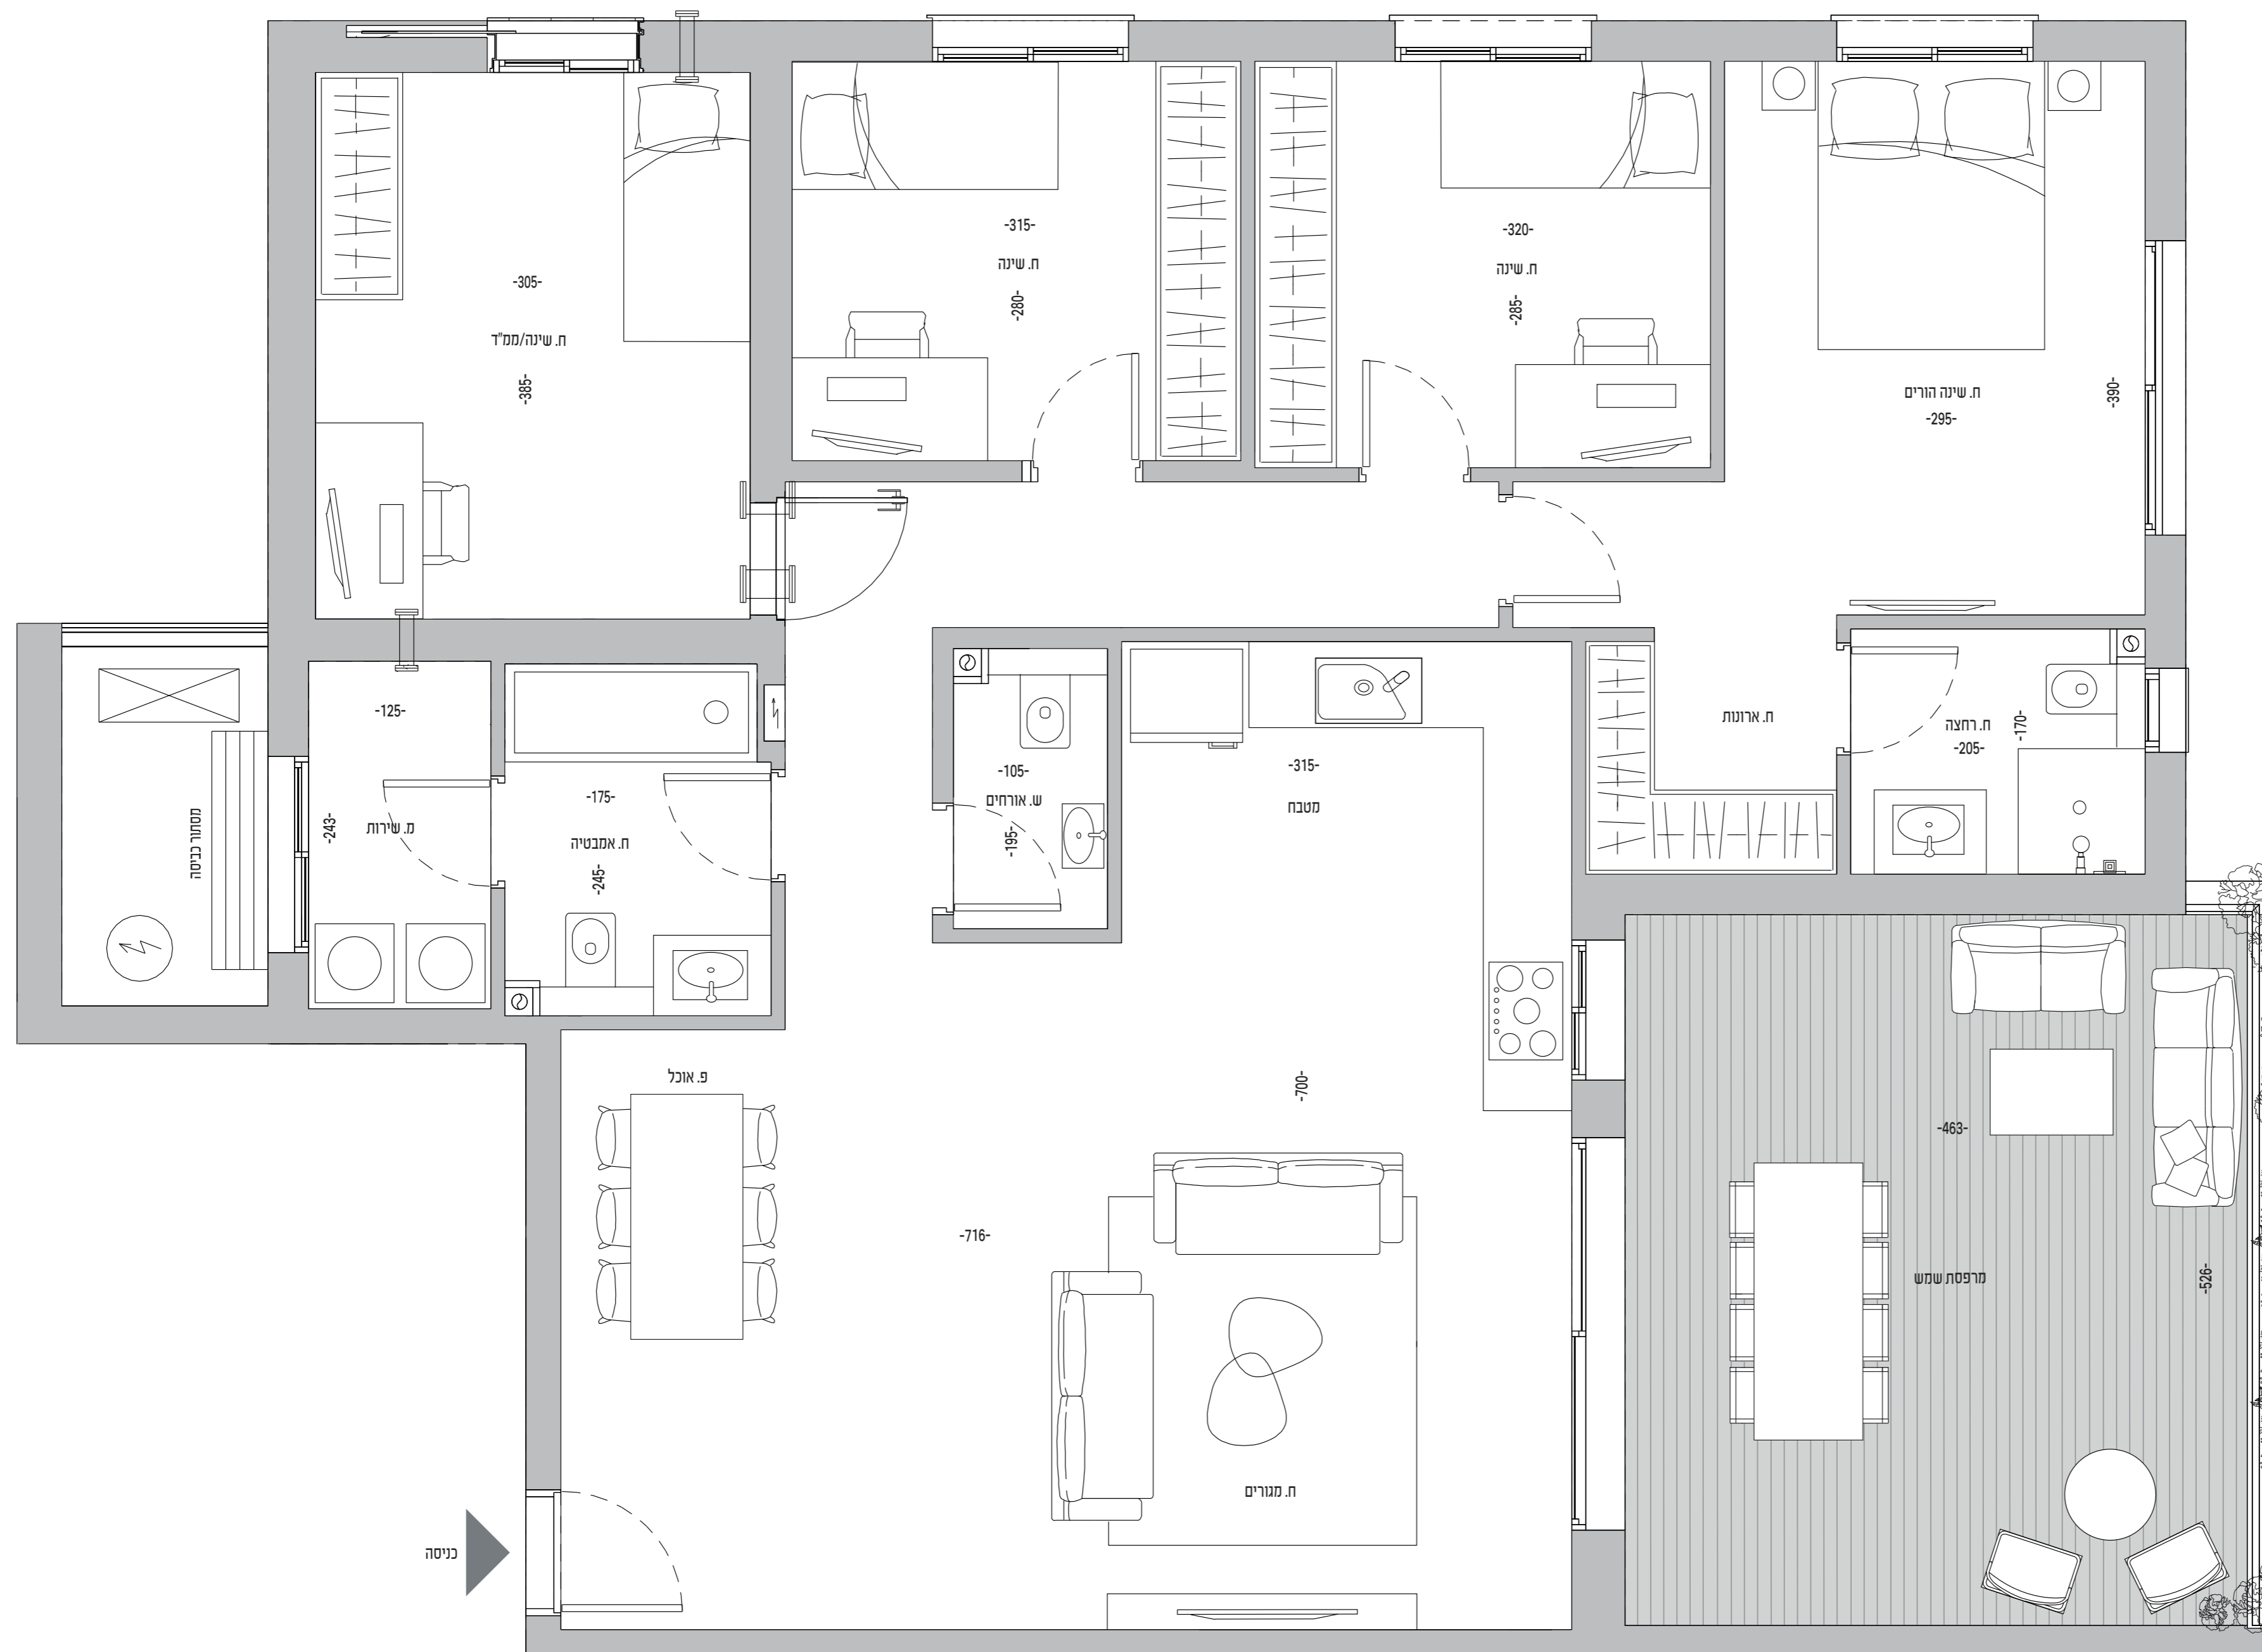 -315-
ח. שינה
-280-
-320-
ח. שינה
-285-
-305-
ח. שינה/ממ"ד
-385-
ח. שינה הורים
-295-
-390-
-125-
מ. שירות
-243-
מסתור כביסה
-175-
ח. אמבטיה
-245-
-105-
ש. אורחים
-195-
-315-
מטבח
ח. ארונות
ח. רחצה
-205-
-170-
פ. אוכל
-700-
-716-
ח. מגורים
-463-
מרפסת שמש
-526-
כניסה